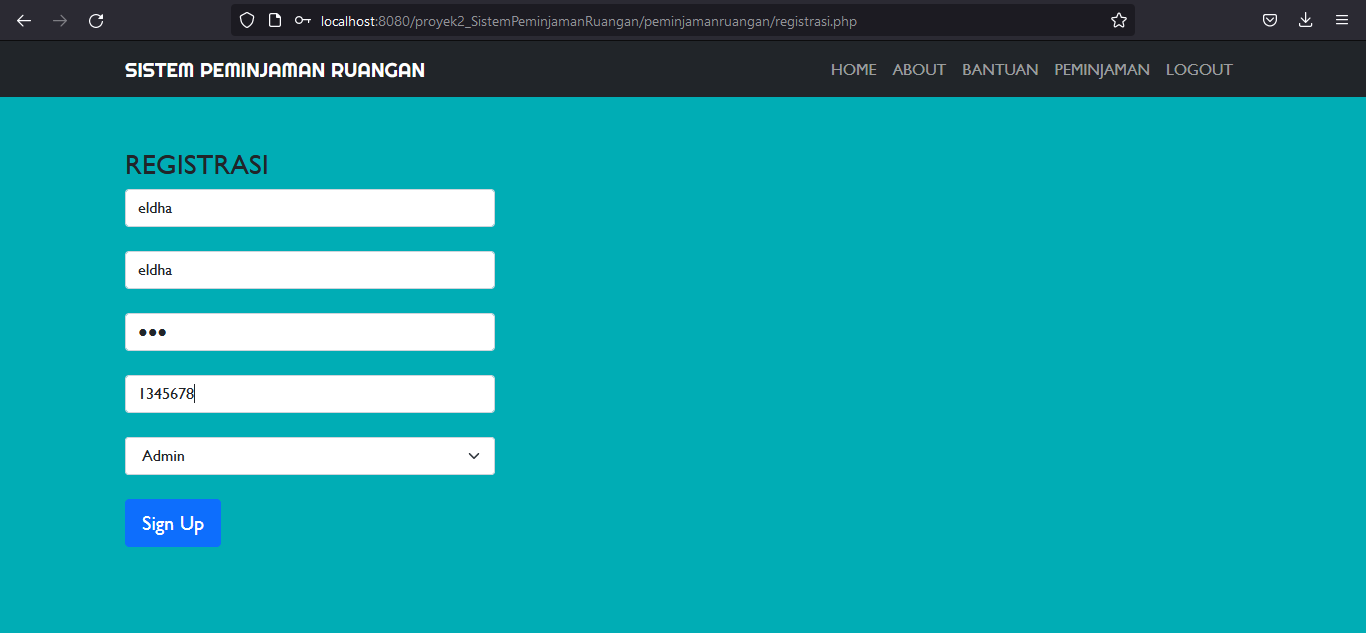 localhost:8080/proyek2_SistemPeminjamanRuangan/peminjamanruangan/registrasi.php
SISTEM PEMINJAMAN RUANGAN HOME ABOUT BANTUAN PEMINJAMAN LOGOUT
REGISTRASI
eldha
eldha
•••
1345678
Admin
Sign Up